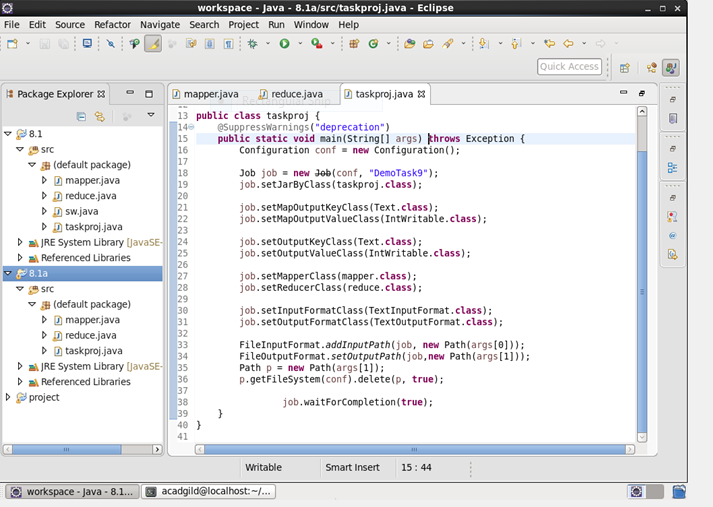 workspace - Java - 8.1a/src/taskproj.java - Eclipse
File Edit Source Refactor Navigate Search Project Run Window Help
Quick Access
Package Explorer
mapper.java reduce.java taskproj.java
8.1
src
(default package)
mapper.java
reduce.java
sw.java
taskproj.java
JRE System Library [JavaSE-
Referenced Libraries
8.1a
src
(default package)
mapper.java
reduce.java
taskproj.java
JRE System Library [JavaSE-
Referenced Libraries
project
13 public class taskproj {
14 @SuppressWarnings("deprecation")
15 public static void main(String[] args) throws Exception {
16 Configuration conf = new Configuration();
17
18 Job job = new Job(conf, "DemoTask9");
19 job.setJarByClass(taskproj.class);
20
21 job.setMapOutputKeyClass(Text.class);
22 job.setMapOutputValueClass(IntWritable.class);
23
24 job.setOutputKeyClass(Text.class);
25 job.setOutputValueClass(IntWritable.class);
26
27 job.setMapperClass(mapper.class);
28 job.setReducerClass(reduce.class);
29
30 job.setInputFormatClass(TextInputFormat.class);
31 job.setOutputFormatClass(TextOutputFormat.class);
32
33 FileInputFormat.addInputPath(job, new Path(args[0]));
34 FileOutputFormat.setOutputPath(job,new Path(args[1]));
35 Path p = new Path(args[1]);
36 p.getFileSystem(conf).delete(p, true);
37
38 job.waitForCompletion(true);
39 }
40 }
41
Writable Smart Insert 15 : 44
workspace - Java - 8.1... acadgild@localhost:~/...